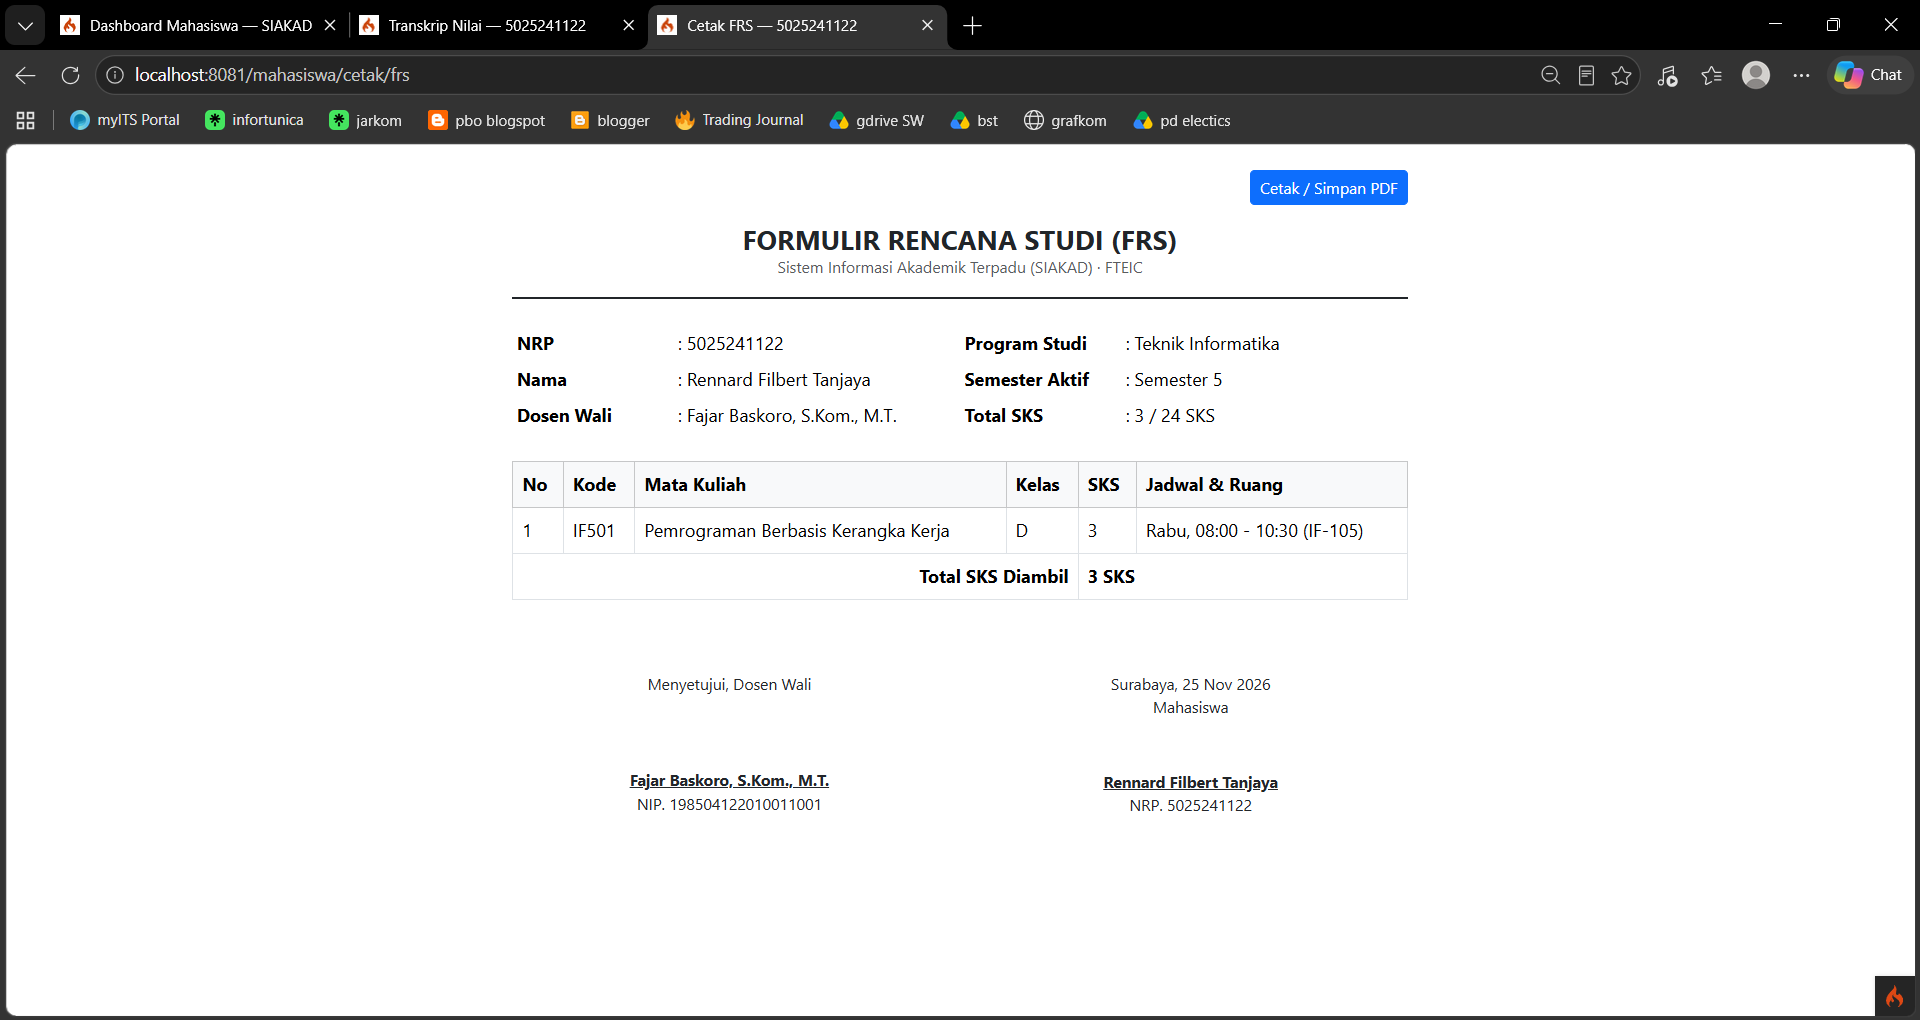 Dashboard Mahasiswa — SIAKAD
Transkrip Nilai — 5025241122
Cetak FRS — 5025241122
localhost:8081/mahasiswa/cetak/frs
Chat
myITS Portal
infortunica
jarkom
pbo blogspot
blogger
Trading Journal
gdrive SW
bst
grafkom
pd electics
Cetak / Simpan PDF
FORMULIR RENCANA STUDI (FRS)
Sistem Informasi Akademik Terpadu (SIAKAD) · FTEIC
NRP : 5025241122 Program Studi : Teknik Informatika
Nama : Rennard Filbert Tanjaya Semester Aktif : Semester 5
Dosen Wali : Fajar Baskoro, S.Kom., M.T. Total SKS : 3 / 24 SKS
No Kode Mata Kuliah Kelas SKS Jadwal & Ruang
1 IF501 Pemrograman Berbasis Kerangka Kerja D 3 Rabu, 08:00 - 10:30 (IF-105)
Total SKS Diambil 3 SKS
Menyetujui, Dosen Wali
Fajar Baskoro, S.Kom., M.T.
NIP. 198504122010011001
Surabaya, 25 Nov 2026
Mahasiswa
Rennard Filbert Tanjaya
NRP. 5025241122